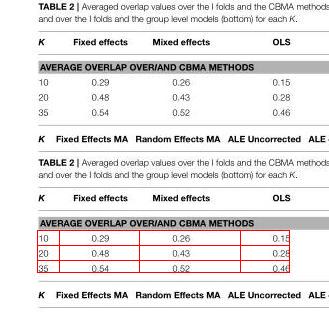 TABLE 2 | Averaged overlap values over the I folds and the CBMA methods
and over the I folds and the group level models (bottom) for each K.
K Fixed effects Mixed effects OLS
AVERAGE OVERLAP OVER/AND CBMA METHODS
10 0.29 0.26 0.15
20 0.48 0.43 0.28
35 0.54 0.52 0.46
K Fixed Effects MA Random Effects MA ALE Uncorrected ALE
TABLE 2 | Averaged overlap values over the I folds and the CBMA methods
and over the I folds and the group level models (bottom) for each K.
K Fixed effects Mixed effects OLS
AVERAGE OVERLAP OVER/AND CBMA METHODS
10 0.29 0.26 0.15
20 0.48 0.43 0.28
35 0.54 0.52 0.46
K Fixed Effects MA Random Effects MA ALE Uncorrected ALE